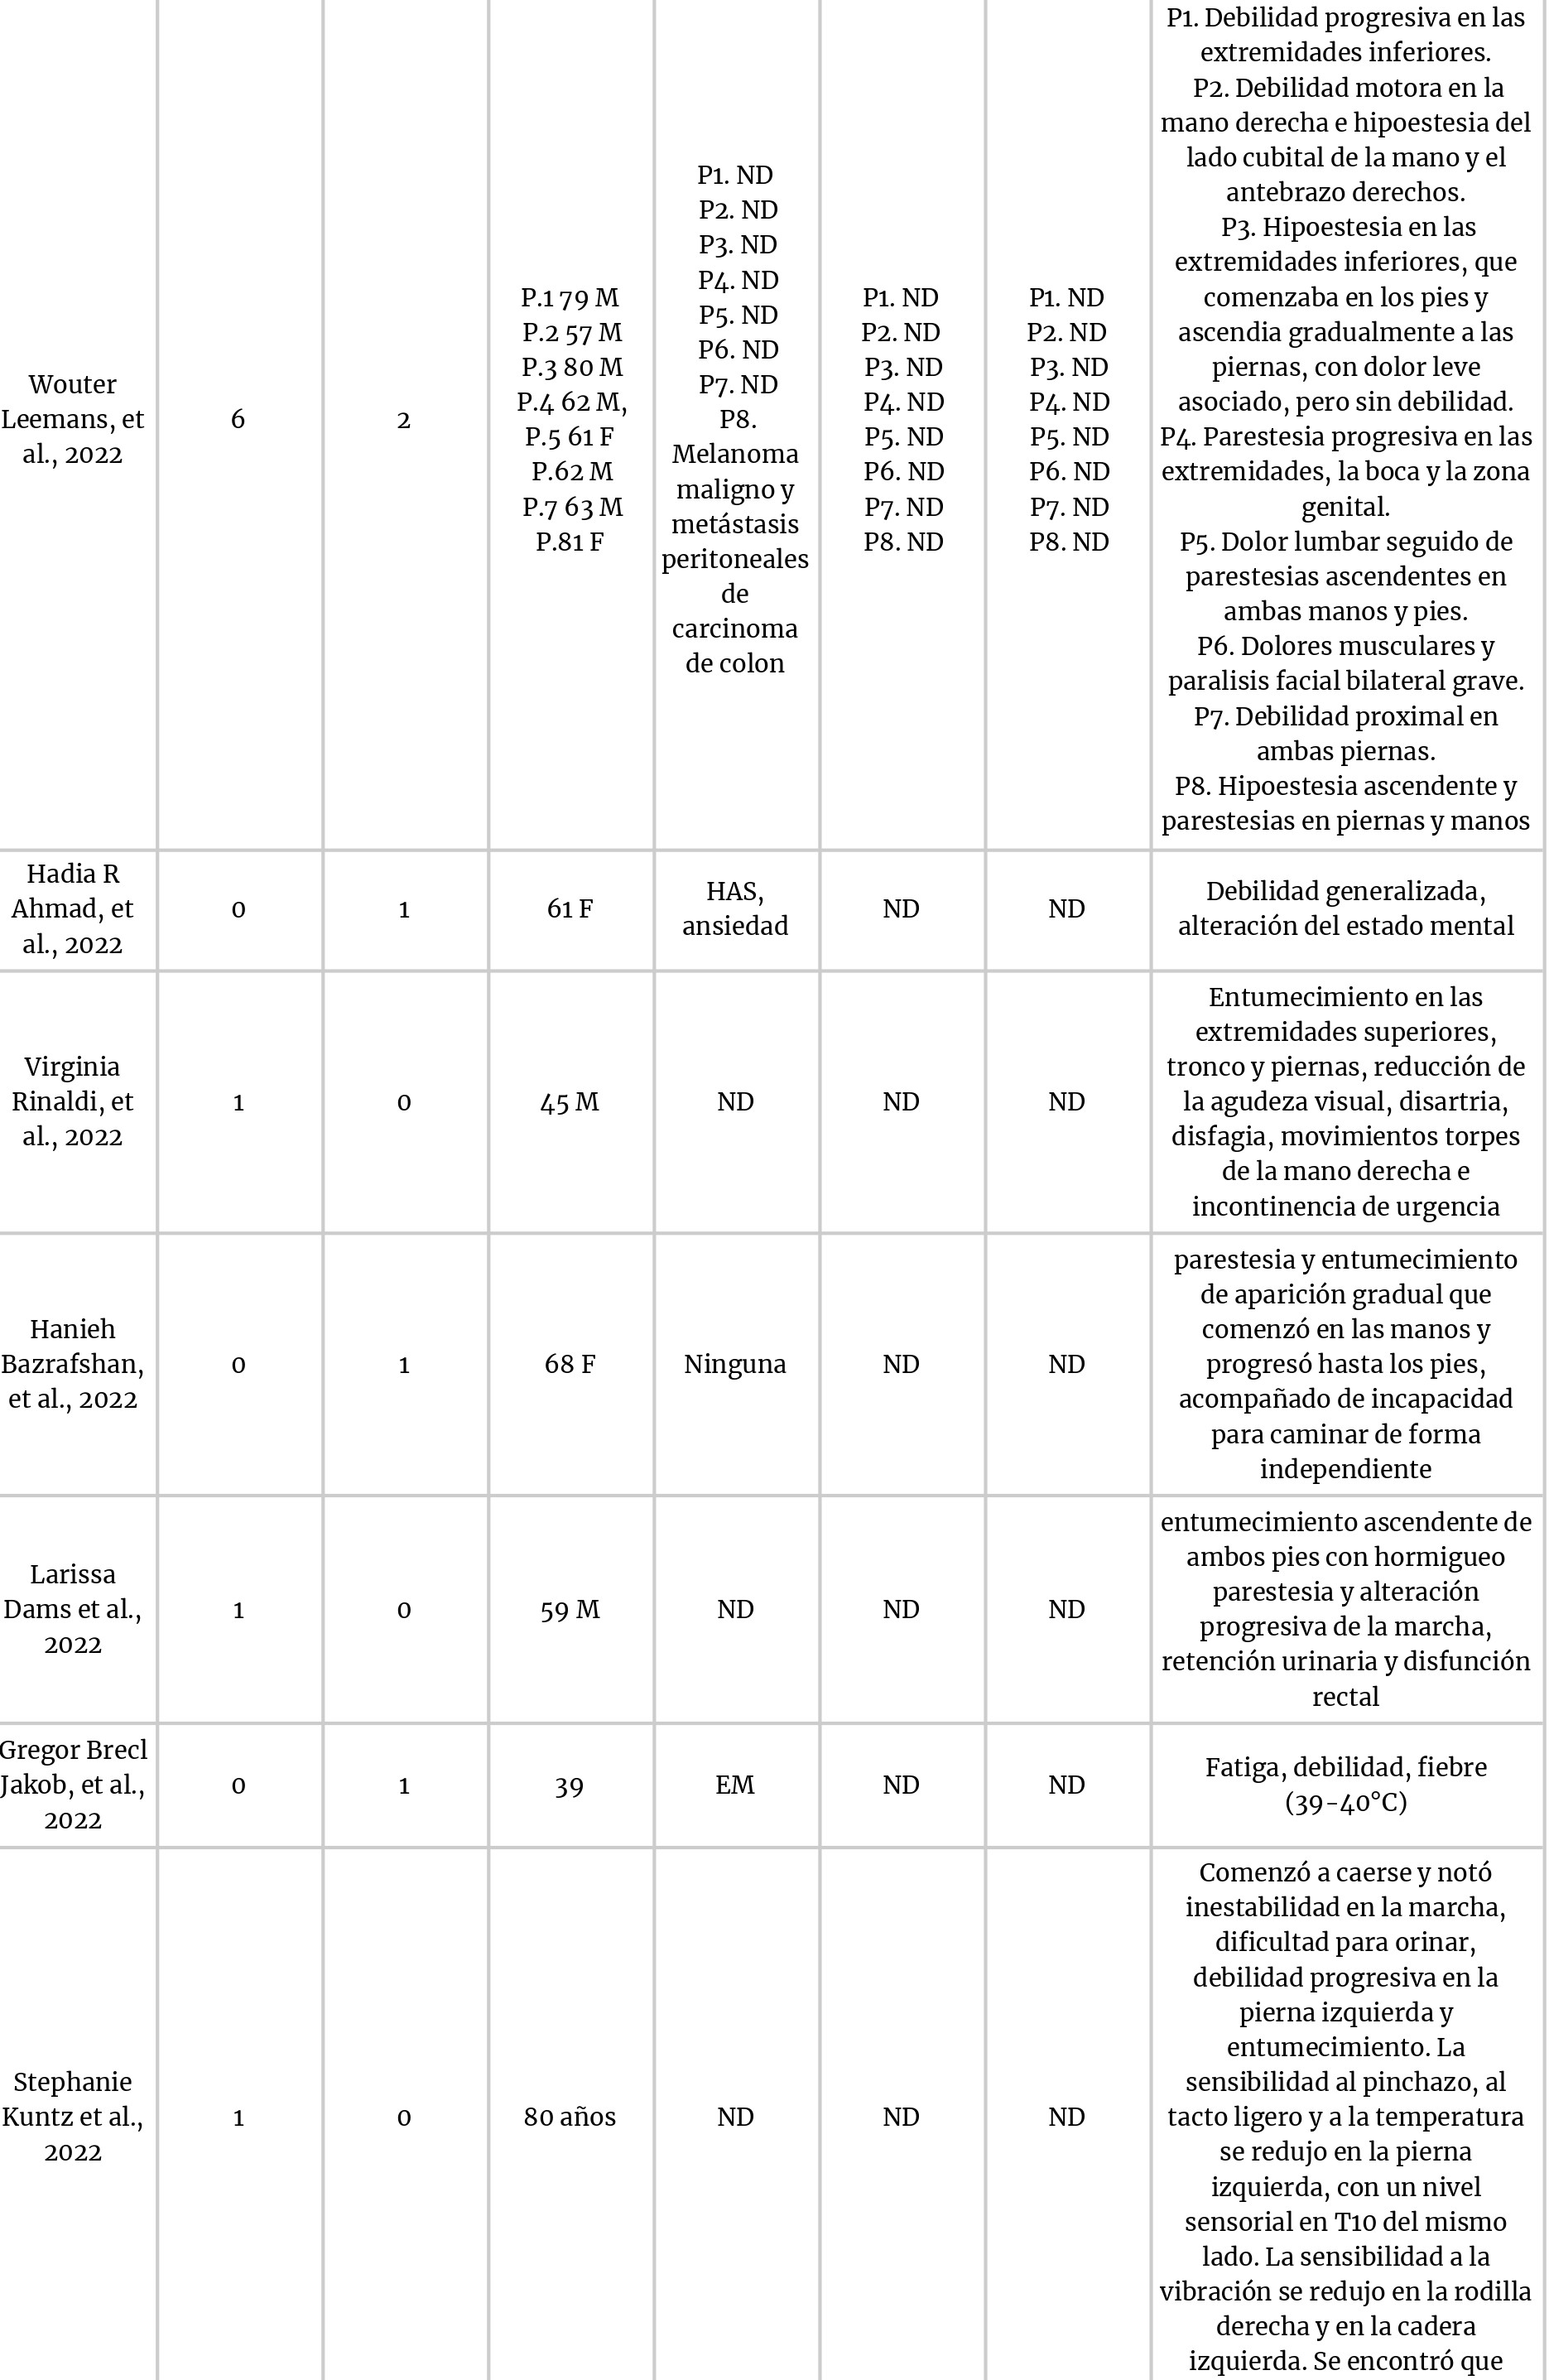 Wouter
Leemans, et
al., 2022
6
2
P.1 79 M
P.2 57 M
P.3 80 M
P.4 62 M,
P.5 61 F
P.62 M
P.7 63 M
P.81 F
P1. ND
P2. ND
P3. ND
P4. ND
P5. ND
P6. ND
P7. ND
P8.
Melanoma
maligno y
metástasis
peritoneales
de
carcinoma
de colon
P1. ND
P2. ND
P3. ND
P4. ND
P5. ND
P6. ND
P7. ND
P8. ND
P1. ND
P2. ND
P3. ND
P4. ND
P5. ND
P6. ND
P7. ND
P8. ND
P1. Debilidad progresiva en las
extremidades inferiores.
P2. Debilidad motora en la
mano derecha e hipoestesia del
lado cubital de la mano y el
antebrazo derechos.
P3. Hipoestesia en las
extremidades inferiores, que
comenzaba en los pies y
ascendia gradualmente a las
piernas, con dolor leve
asociado, pero sin debilidad.
P4. Parestesia progresiva en las
extremidades, la boca y la zona
genital.
P5. Dolor lumbar seguido de
parestesias ascendentes en
ambas manos y pies.
P6. Dolores musculares y
paralisis facial bilateral grave.
P7. Debilidad proximal en
ambas piernas.
P8. Hipoestesia ascendente y
parestesias en piernas y manos
Hadia R
Ahmad, et
al., 2022
0
1
61 F
HAS,
ansiedad
ND
ND
Debilidad generalizada,
alteración del estado mental
Virginia
Rinaldi, et
al., 2022
1
0
45 M
ND
ND
ND
Entumecimiento en las
extremidades superiores,
tronco y piernas, reducción de
la agudeza visual, disartria,
disfagia, movimientos torpes
de la mano derecha e
incontinencia de urgencia
Hanieh
Bazrafshan,
et al., 2022
0
1
68 F
Ninguna
ND
ND
parestesia y entumecimiento
de aparición gradual que
comenzó en las manos y
progresó hasta los pies,
acompañado de incapacidad
para caminar de forma
independiente
Larissa
Dams et al.,
2022
1
0
59 M
ND
ND
ND
entumecimiento ascendente de
ambos pies con hormigueo
parestesia y alteración
progresiva de la marcha,
retención urinaria y disfunción
rectal
Gregor Brecl
Jakob, et al.,
2022
0
1
39
EM
ND
ND
Fatiga, debilidad, fiebre
(39-40°C)
Stephanie
Kuntz et al.,
2022
1
0
80 años
ND
ND
ND
Comenzó a caerse y notó
inestabilidad en la marcha,
dificultad para orinar,
debilidad progresiva en la
pierna izquierda y
entumecimiento. La
sensibilidad al pinchazo, al
tacto ligero y a la temperatura
se redujo en la pierna
izquierda, con un nivel
sensorial en T10 del mismo
lado. La sensibilidad a la
vibración se redujo en la rodilla
derecha y en la cadera
izquierda. Se encontró que